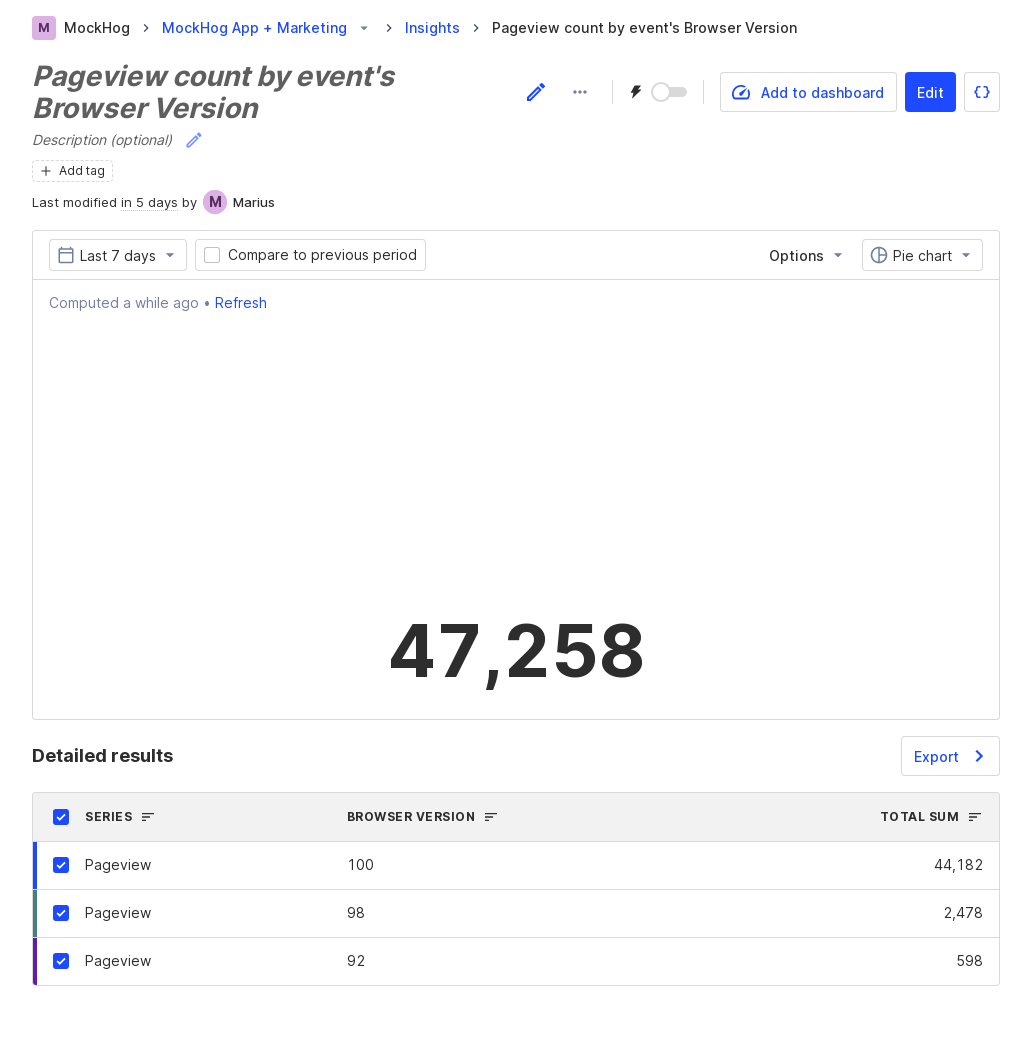 M MockHog MockHog App + Marketing Insights Pageview count by event's Browser Version
Pageview count by event's
Browser Version
Add to dashboard Edit
Description (optional)
Add tag
Last modified in 5 days by M Marius
Last 7 days Compare to previous period Options Pie chart
Computed a while ago • Refresh
47,258
Detailed results Export
SERIES BROWSER VERSION TOTAL SUM
Pageview 100 44,182
Pageview 98 2,478
Pageview 92 598